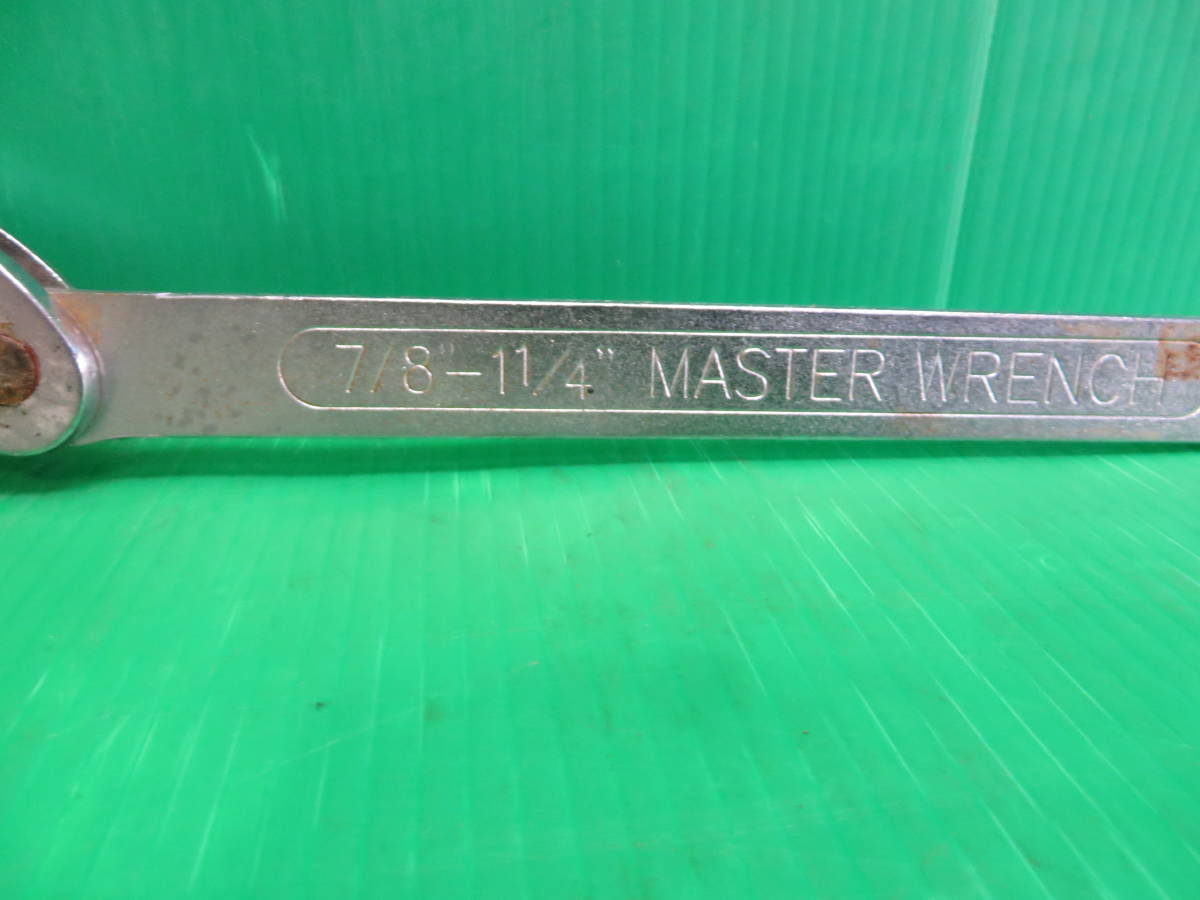 7/8"-1 1/4" MASTER WRENCH